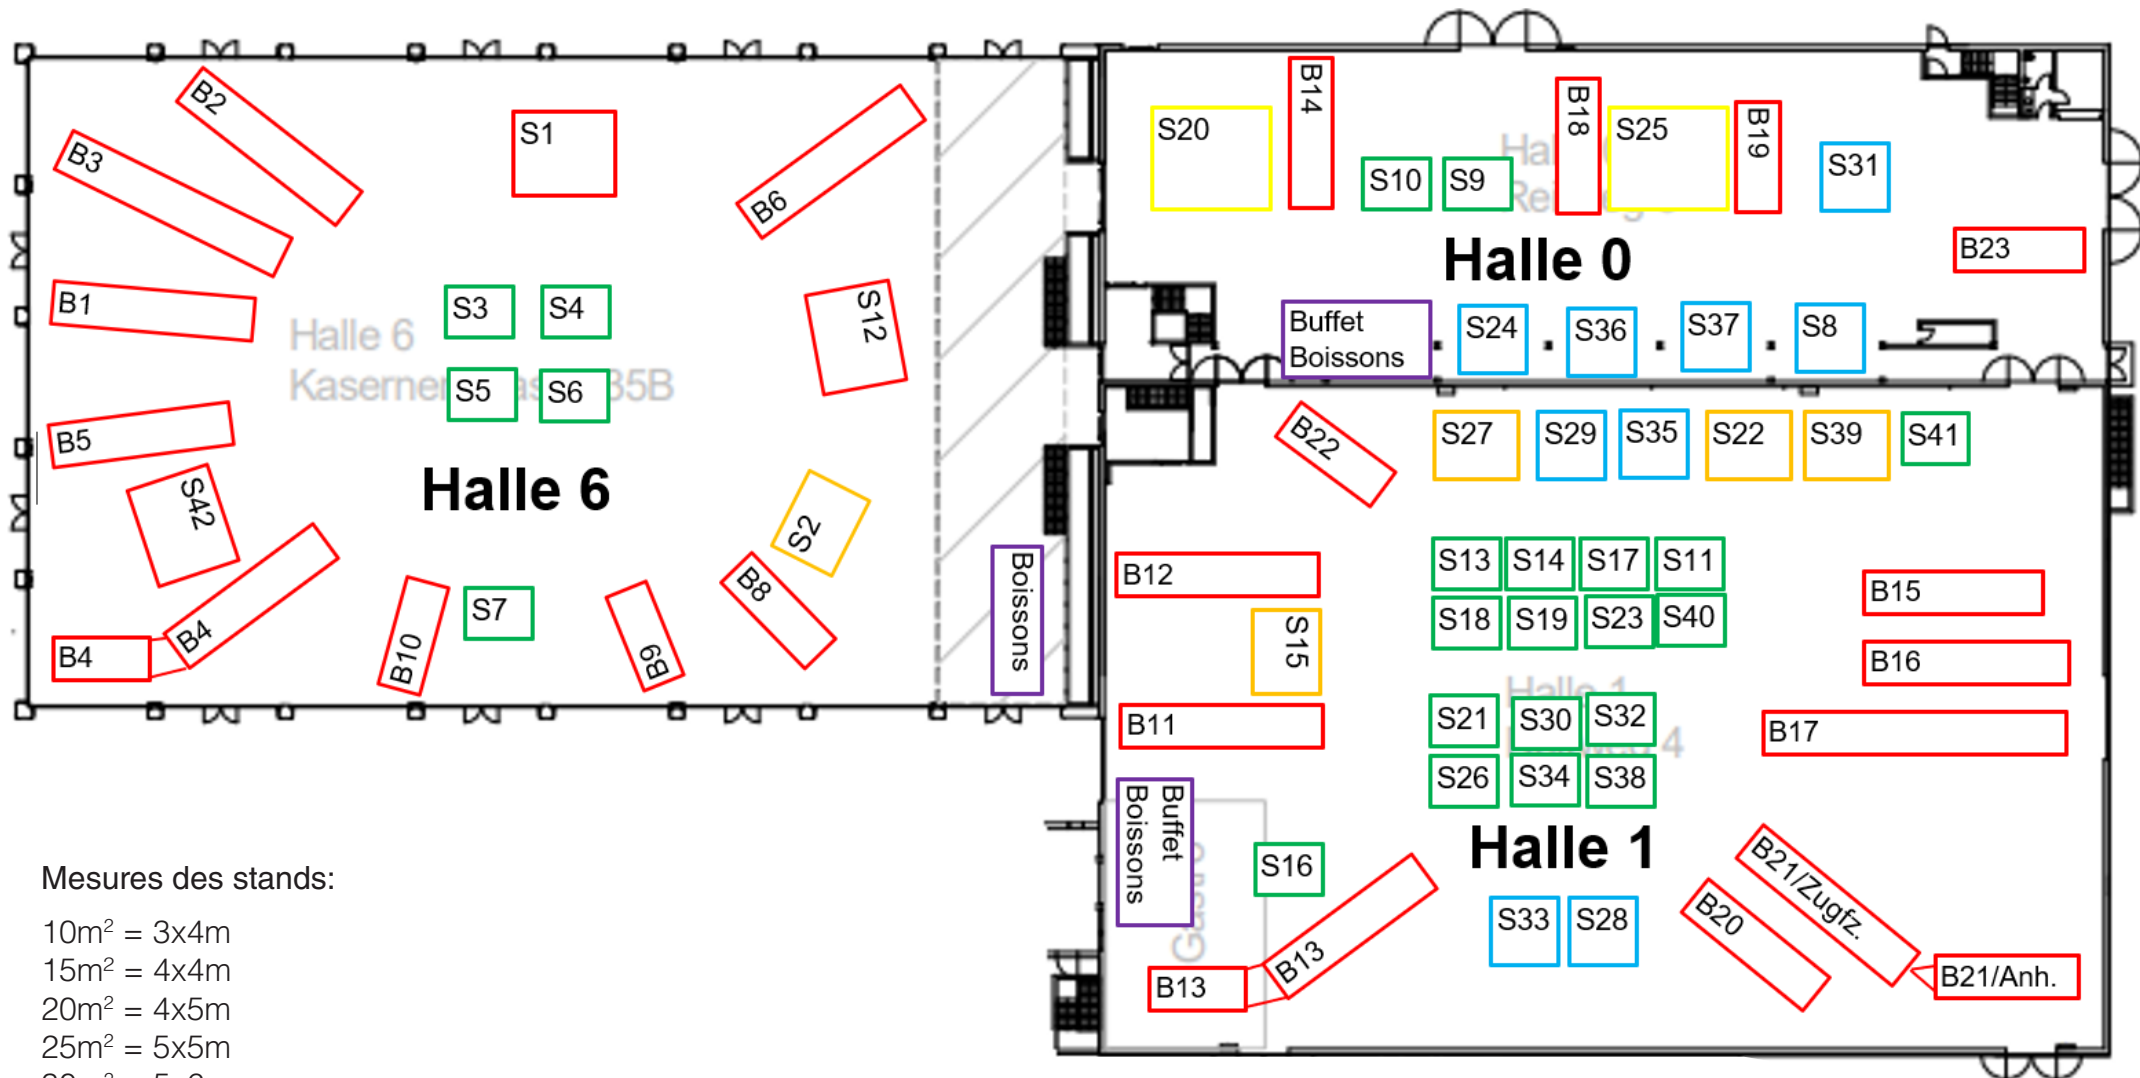 B2
B3
B1
B5
S42
B4
B4
S1
B6
S3
S4
S5
S6
Halle 6
S12
Halle 6
S2
B8
B9
S7
B10
Boissons
S20
B14
S10
S9
B18
S25
B19
S31
B23
Halle 0
Buffet
Boissons
S24
S36
S37
S8
B22
S27
S29
S35
S22
S39
S41
B12
S15
B11
S13
S14
S17
S11
S18
S19
S23
S40
B15
B16
B17
S21
S30
S32
S26
S34
S38
Halle 1
Buffet
Boissons
S16
B13
B13
S33
S28
B21/Zugfz.
B20
B21/Anh.
Mesures des stands:
10m² = 3x4m
15m² = 4x4m
20m² = 4x5m
25m² = 5x5m